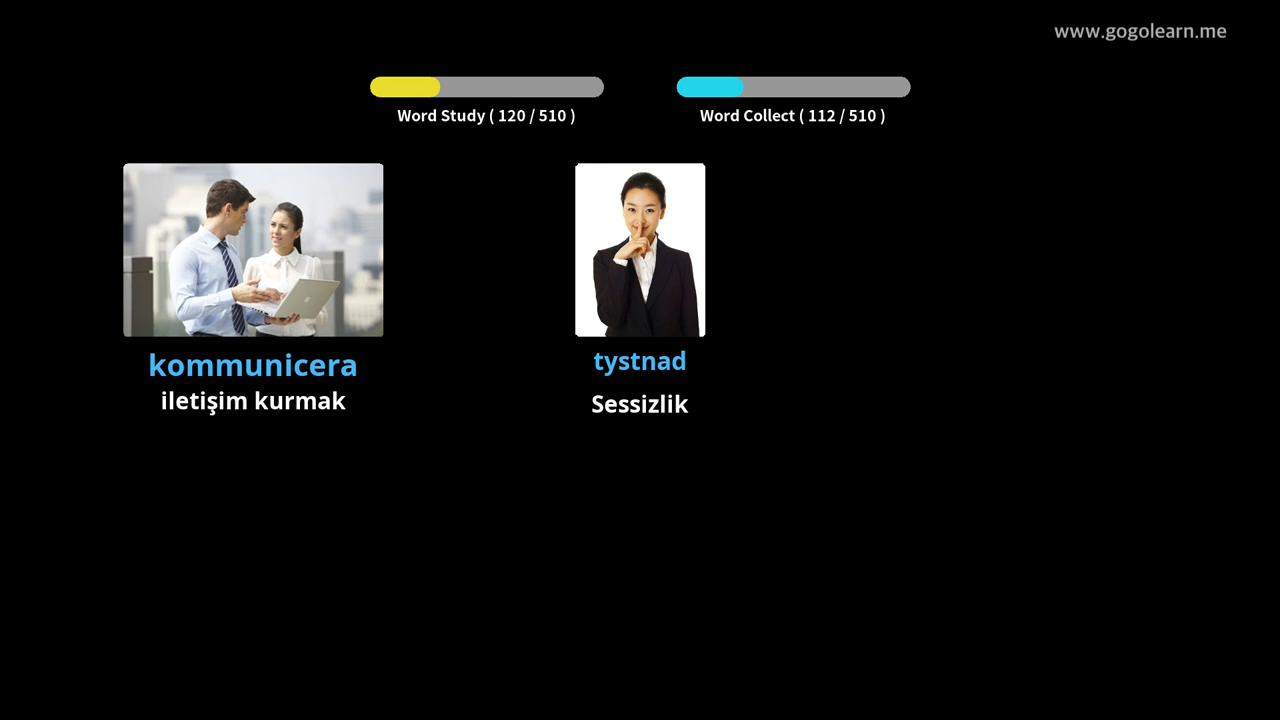 www.gogolearn.me
Word Study ( 120 / 510 )
Word Collect ( 112 / 510 )
kommunicera
iletişim kurmak
tystnad
Sessizlik